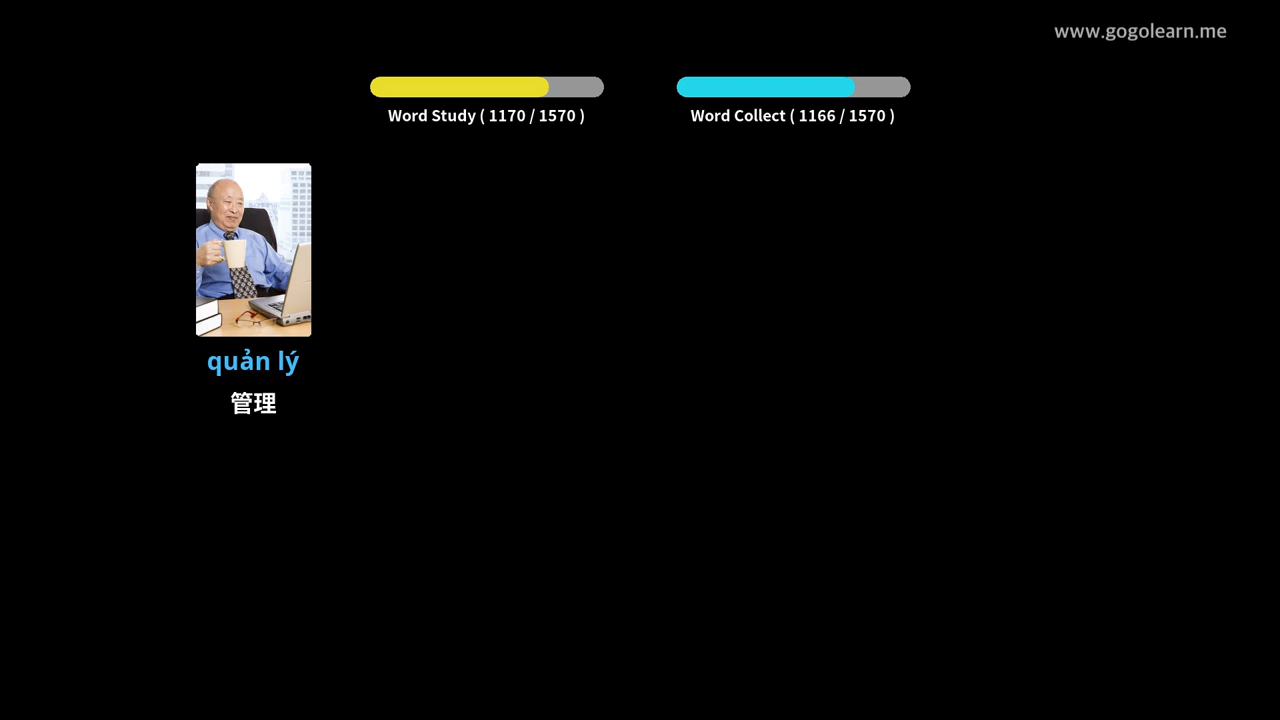 www.gogolearn.me
Word Study ( 1170 / 1570 )
Word Collect ( 1166 / 1570 )
quản lý
管理